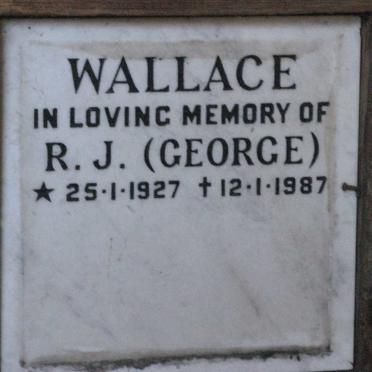 WALLACE
IN LOVING MEMORY OF
R. J. (GEORGE)
★ 25·1·1927 †12·1·1987